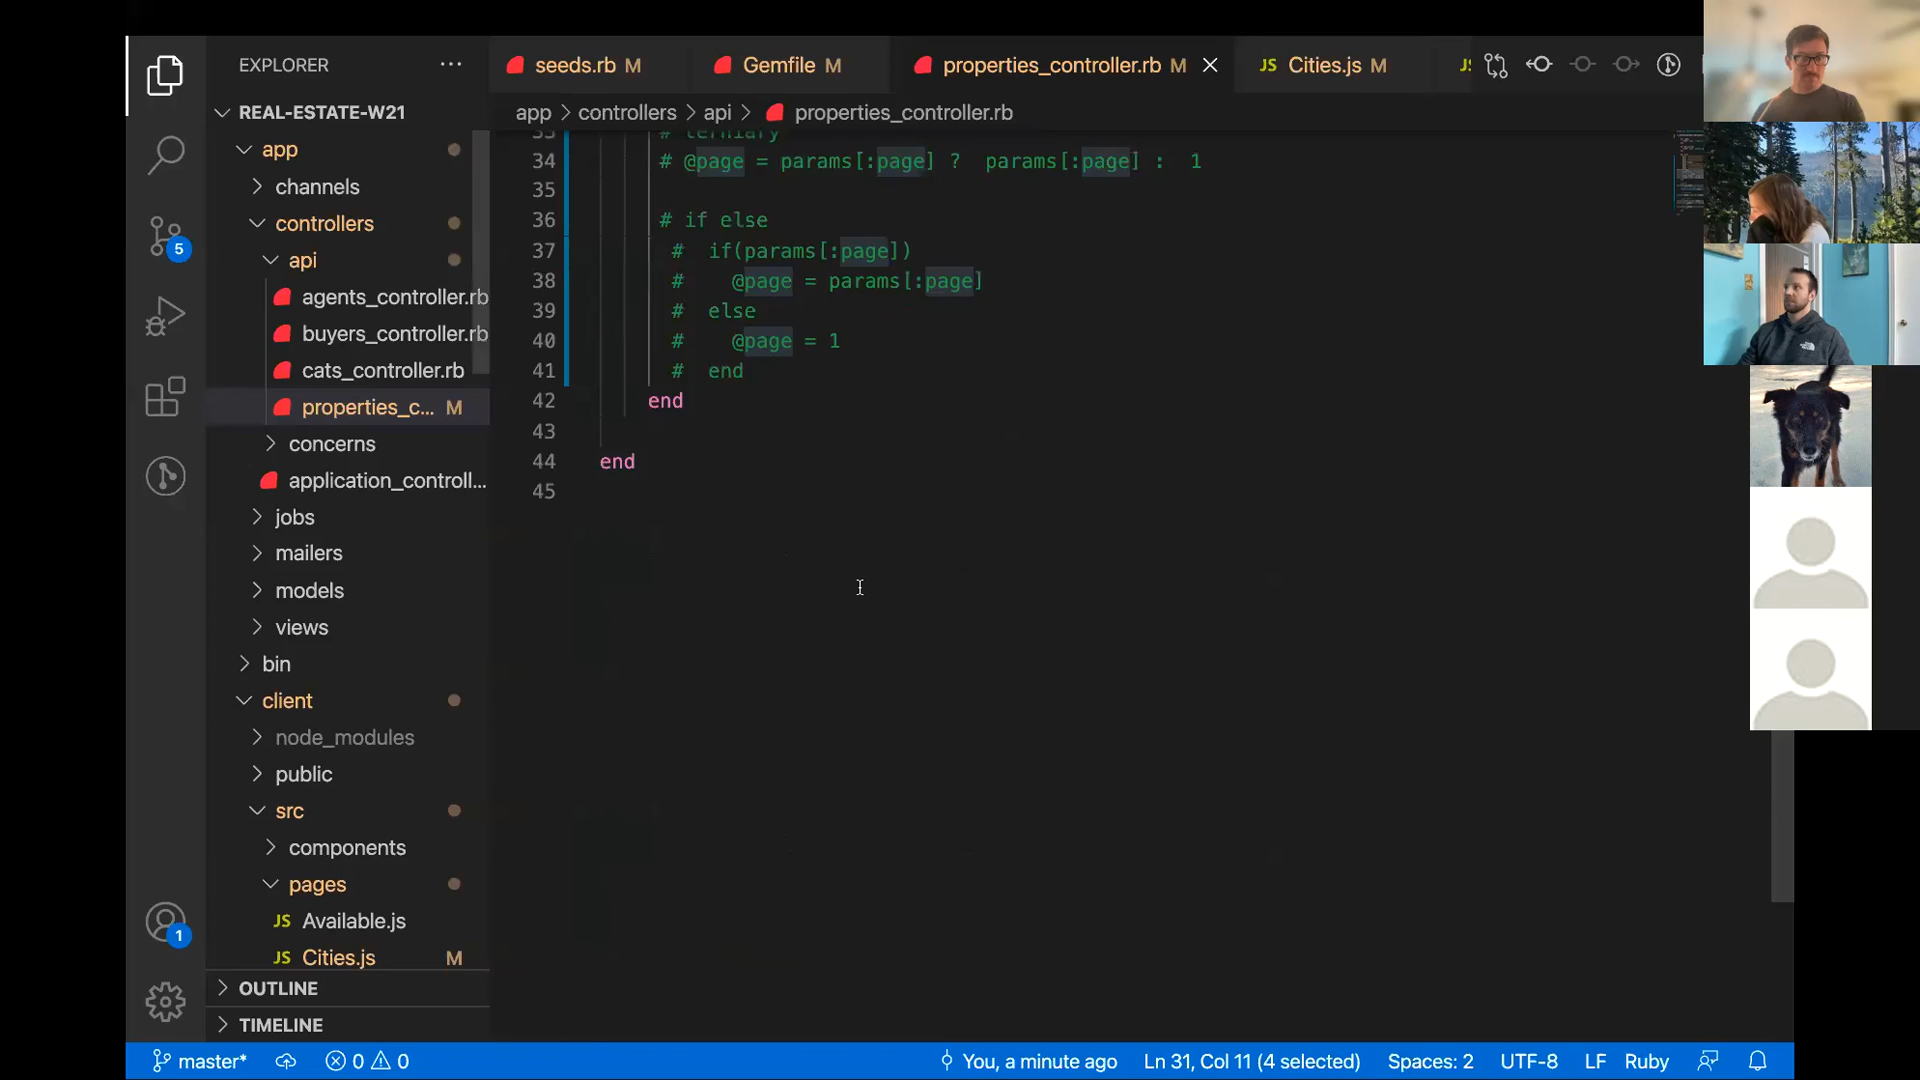 EXPLORER
REAL-ESTATE-W21
app
channels
controllers
api
agents_controller.rb
buyers_controller.rb
cats_controller.rb
properties_c... M
concerns
application_controll...
jobs
mailers
models
views
bin
client
node_modules
public
src
components
pages
JS Available.js
JS Cities.js M
OUTLINE
TIMELINE
5
1
seeds.rb M
Gemfile M
properties_controller.rb M
JS Cities.js M
app > controllers > api > properties_controller.rb
33 # terniary
34 # @page = params[:page] ?  params[:page] :  1
35
36 # if else
37 #  if(params[:page])
38 #    @page = params[:page]
39 #  else
40 #    @page = 1
41 #  end
42 end
43
44 end
45
master*
0 0
You, a minute ago
Ln 31, Col 11 (4 selected)
Spaces: 2
UTF-8
LF
Ruby